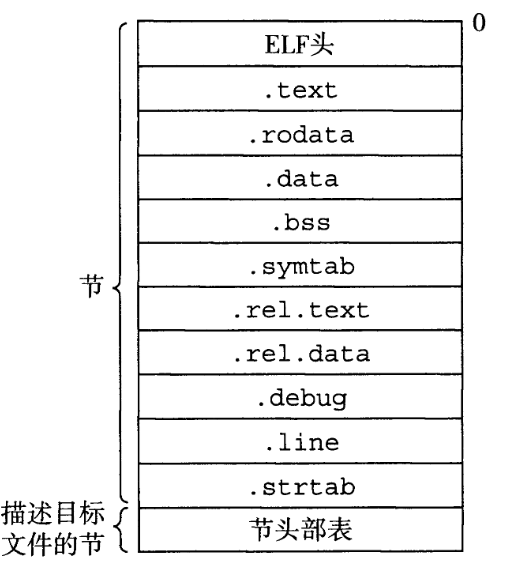 0
ELF头
.text
.rodata
.data
.bss
.symtab
节
.rel.text
.rel.data
.debug
.line
.strtab
描述目标
文件的节
节头部表